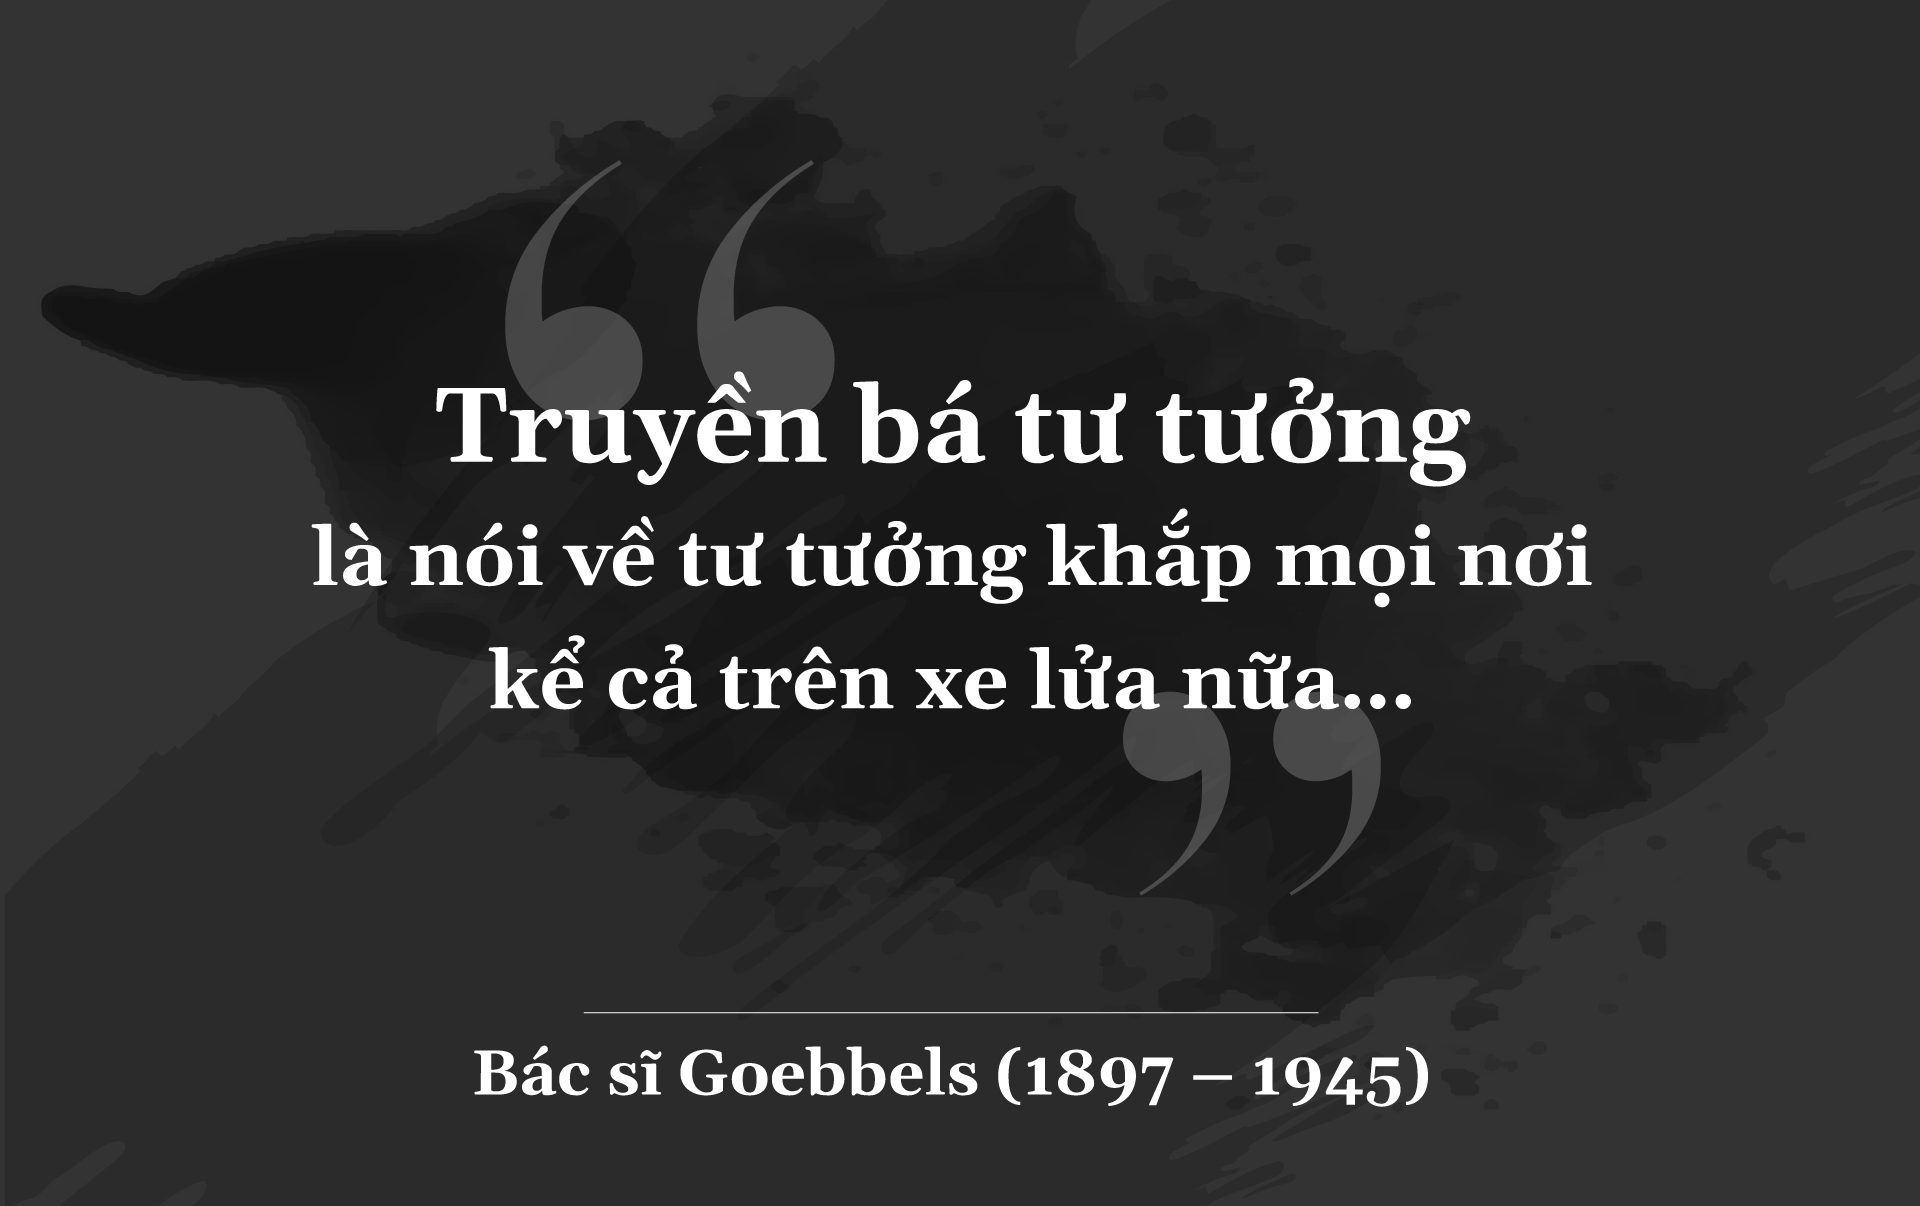 Truyền bá tư tưởng
là nói về tư tưởng khắp mọi nơi
kể cả trên xe lửa nữa...
Bác sĩ Goebbels (1897 – 1945)